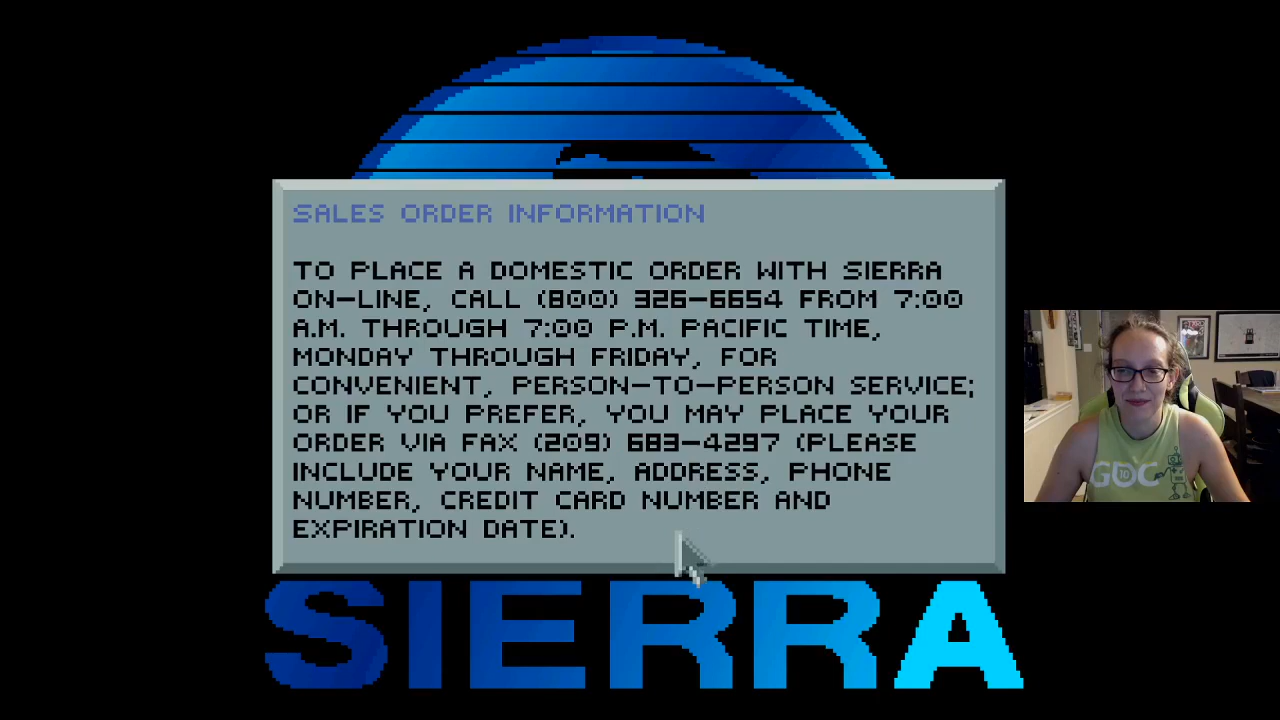 SALES ORDER INFORMATION
TO PLACE A DOMESTIC ORDER WITH SIERRA
ON-LINE, CALL (800) 326-6654 FROM 7:00
A.M. THROUGH 7:00 P.M. PACIFIC TIME,
MONDAY THROUGH FRIDAY, FOR
CONVENIENT, PERSON-TO-PERSON SERVICE;
OR IF YOU PREFER, YOU MAY PLACE YOUR
ORDER VIA FAX (209) 683-4297 (PLEASE
INCLUDE YOUR NAME, ADDRESS, PHONE
NUMBER, CREDIT CARD NUMBER AND
EXPIRATION DATE).
GDC
10
SIERRA